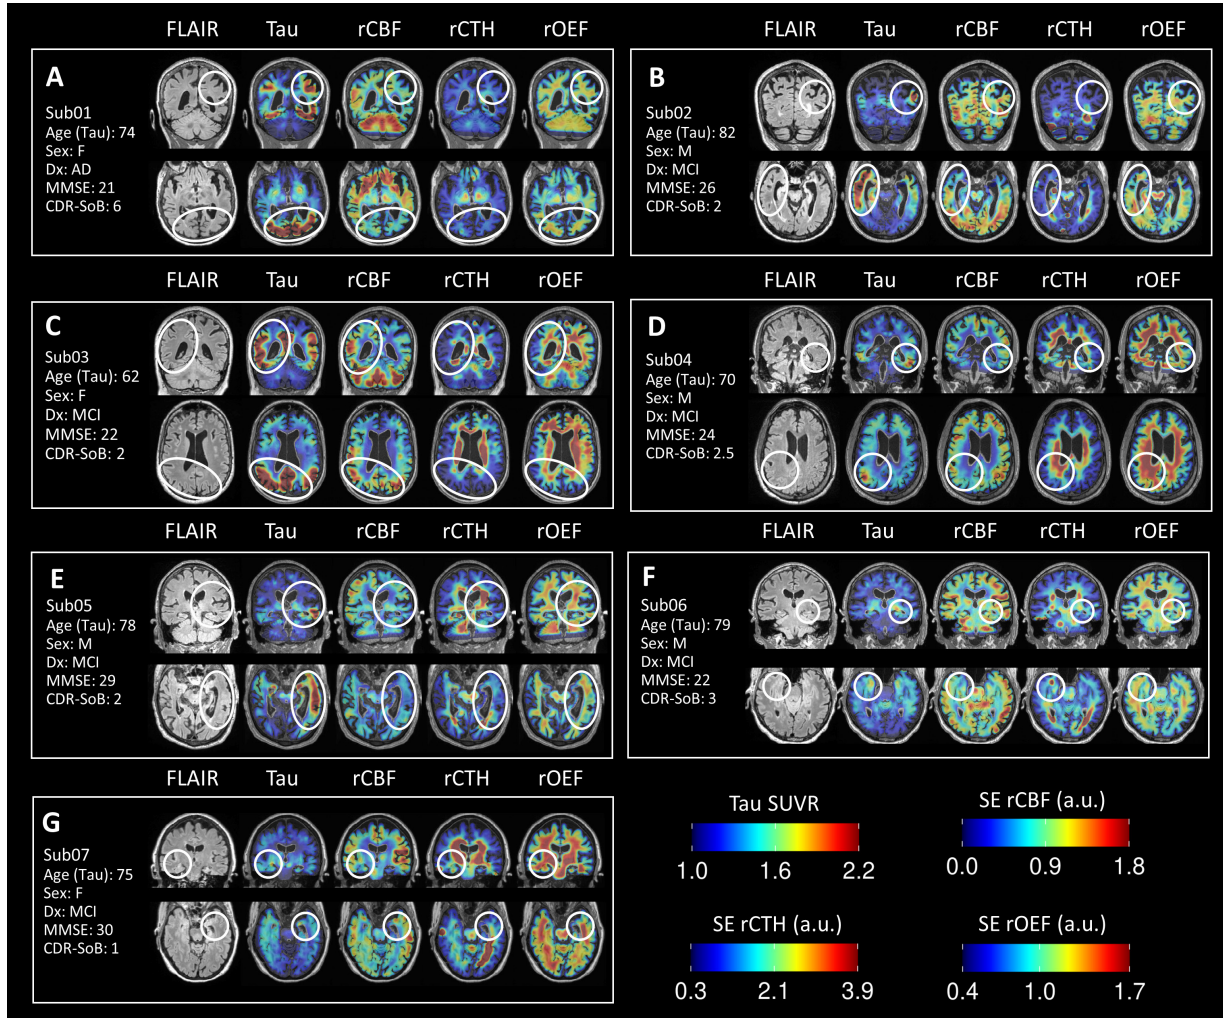 FLAIR Tau rCBF rCTH rOEF
A
Sub01
Age (Tau): 74
Sex: F
Dx: AD
MMSE: 21
CDR-SoB: 6
FLAIR Tau rCBF rCTH rOEF
B
Sub02
Age (Tau): 82
Sex: M
Dx: MCI
MMSE: 26
CDR-SoB: 2
FLAIR Tau rCBF rCTH rOEF
C
Sub03
Age (Tau): 62
Sex: F
Dx: MCI
MMSE: 22
CDR-SoB: 2
FLAIR Tau rCBF rCTH rOEF
D
Sub04
Age (Tau): 70
Sex: M
Dx: MCI
MMSE: 24
CDR-SoB: 2.5
FLAIR Tau rCBF rCTH rOEF
E
Sub05
Age (Tau): 78
Sex: M
Dx: MCI
MMSE: 29
CDR-SoB: 2
FLAIR Tau rCBF rCTH rOEF
F
Sub06
Age (Tau): 79
Sex: M
Dx: MCI
MMSE: 22
CDR-SoB: 3
FLAIR Tau rCBF rCTH rOEF
G
Sub07
Age (Tau): 75
Sex: F
Dx: MCI
MMSE: 30
CDR-SoB: 1
Tau SUVR
1.0 1.6 2.2
SE rCBF (a.u.)
0.0 0.9 1.8
SE rCTH (a.u.)
0.3 2.1 3.9
SE rOEF (a.u.)
0.4 1.0 1.7